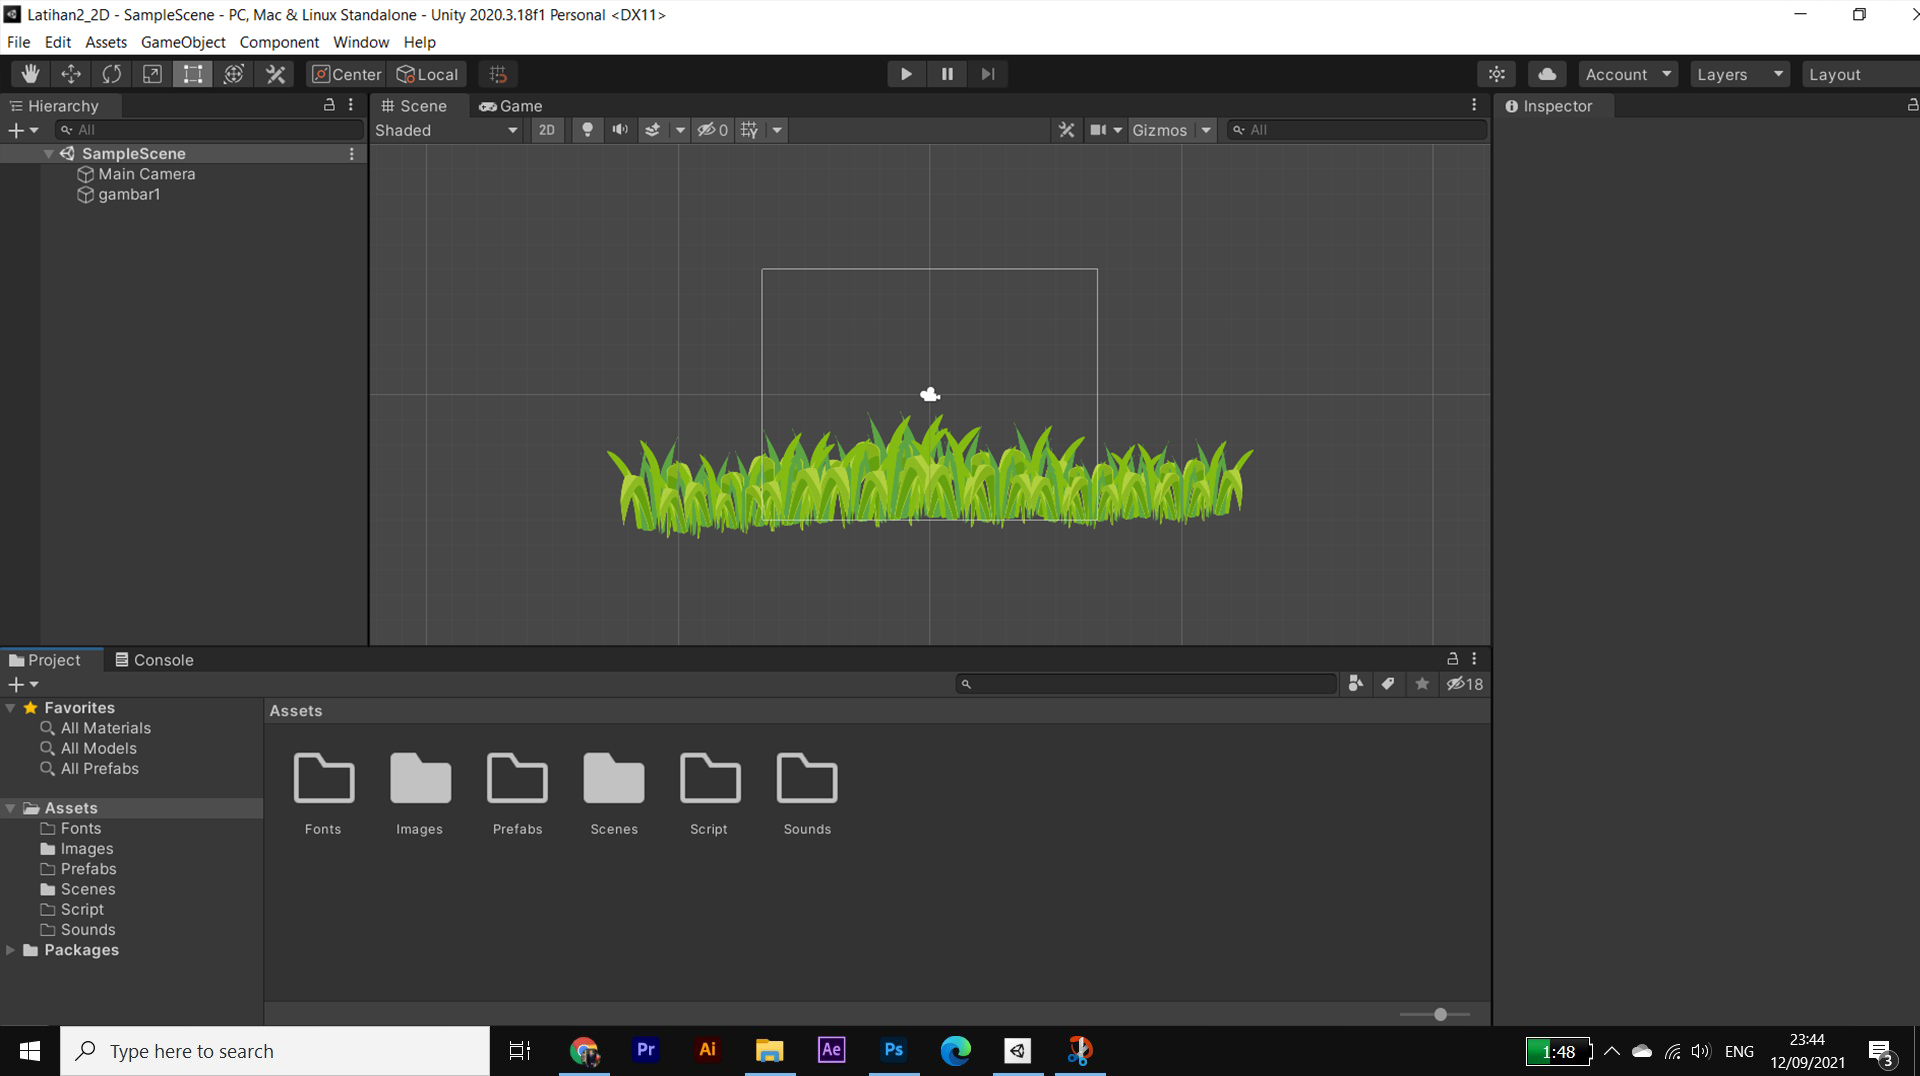 Latihan2_2D - SampleScene - PC, Mac & Linux Standalone - Unity 2020.3.18f1 Personal <DX11>
File Edit Assets GameObject Component Window Help
Center Local Account Layers Layout
Hierarchy Scene Game Inspector
All Shaded 2D 0 Gizmos All
SampleScene
Main Camera
gambar1
Project Console
18
Favorites Assets
All Materials
All Models
All Prefabs
Assets
Fonts
Images
Prefabs
Scenes
Script
Sounds
Packages
Fonts Images Prefabs Scenes Script Sounds
Type here to search Pr Ai Ae Ps 1:48 ENG 23:44
12/09/2021 3